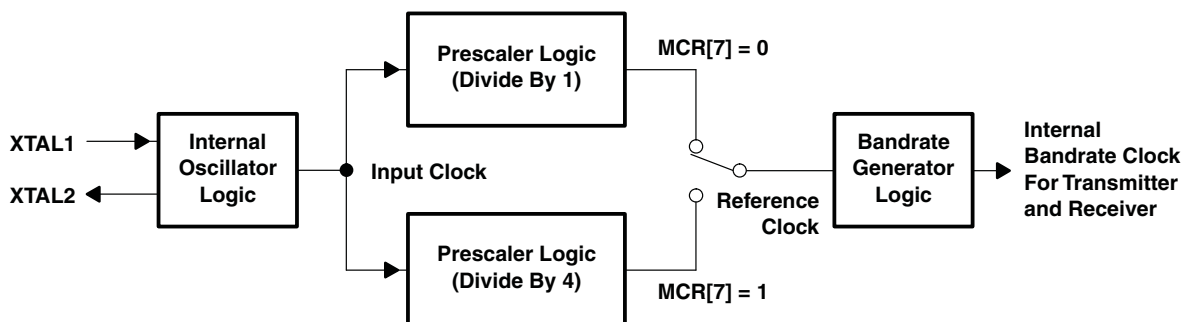 XTAL1
XTAL2
Internal
Oscillator
Logic
Input Clock
Prescaler Logic
(Divide By 1)
MCR[7] = 0
Prescaler Logic
(Divide By 4)
MCR[7] = 1
Reference
Clock
Bandrate
Generator
Logic
Internal
Bandrate Clock
For Transmitter
and Receiver